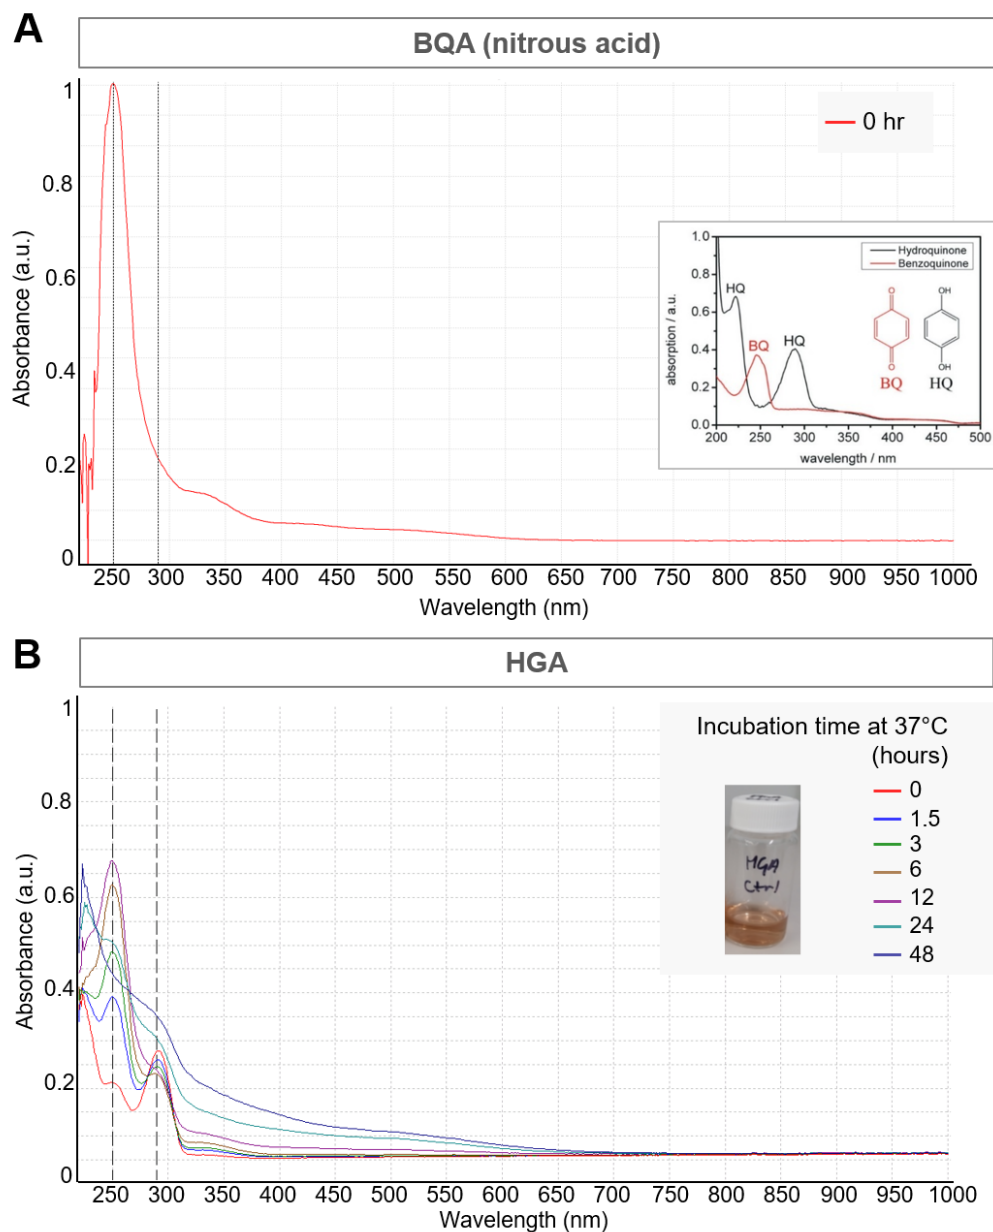 A
BQA (nitrous acid)
0 hr
Absorbance (a.u.)
1
0.8
0.6
0.4
0.2
0
250 300 350 400 450 500 550 600 650 700 750 800 850 900 950 1000
Wavelength (nm)
absorption / a.u.
1.0
0.8
0.6
0.4
0.2
0.0
Hydroquinone
Benzoquinone
HQ
BQ
HQ
O
O
BQ
OH
OH
HQ
200 250 300 350 400 450 500
wavelength / nm
B
HGA
Absorbance (a.u.)
1
0.8
0.6
0.4
0.2
0
Incubation time at 37°C
(hours)
0
1.5
3
6
12
24
48
HGA
Ctrl
250 300 350 400 450 500 550 600 650 700 750 800 850 900 950 1000
Wavelength (nm)